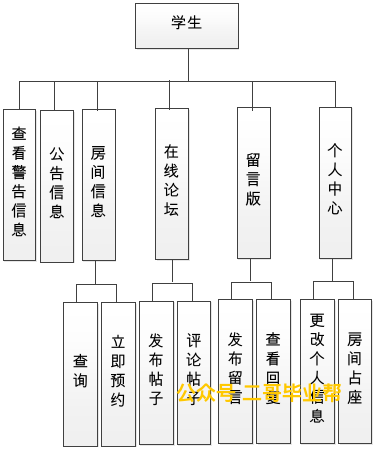 学生
查看警告信息
公告信息
房间信息
在线论坛
留言版
个人中心
查询
立即预约
发布帖子
评论帖子
发布留言
查看回复
更改个人信息
房间占座
公众号:二哥毕业帮